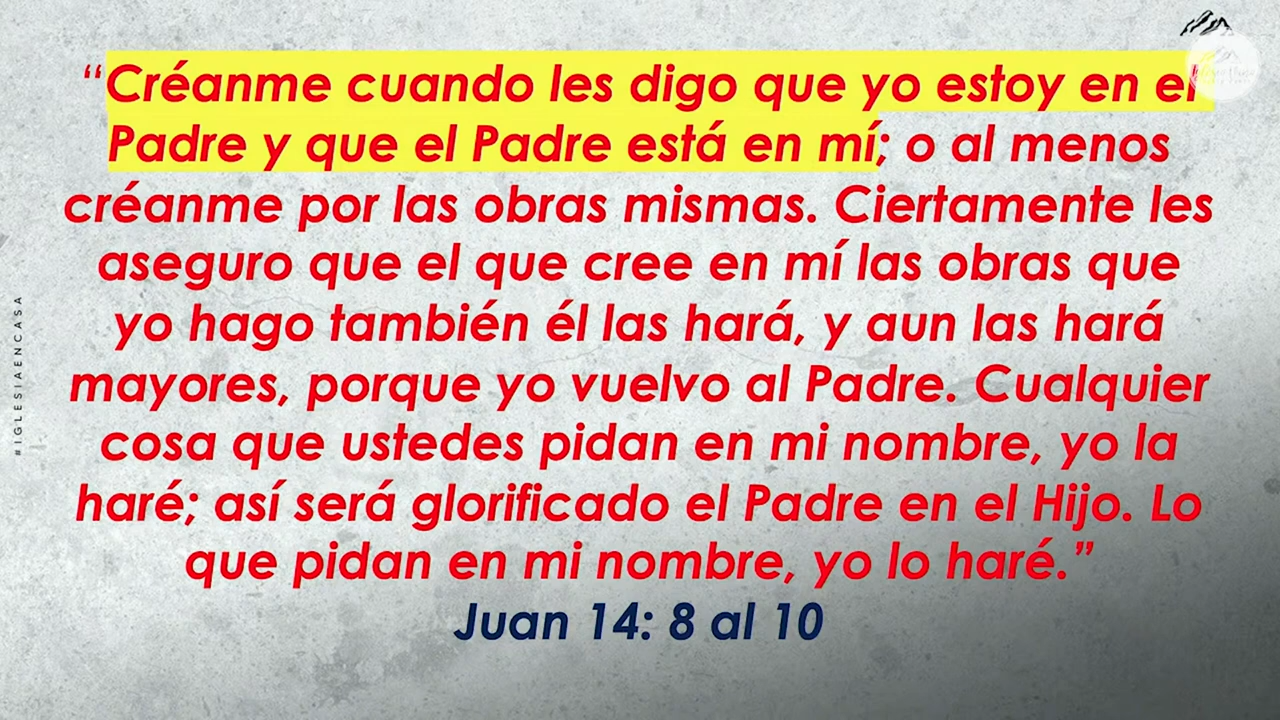 “Créanme cuando les digo que yo estoy en el
Padre y que el Padre está en mí; o al menos
créanme por las obras mismas. Ciertamente les
aseguro que el que cree en mí las obras que
yo hago también él las hará, y aun las hará
mayores, porque yo vuelvo al Padre. Cualquier
cosa que ustedes pidan en mi nombre, yo la
haré; así será glorificado el Padre en el Hijo. Lo
que pidan en mi nombre, yo lo haré.”
Juan 14: 8 al 10
#IGLESIAENCASA